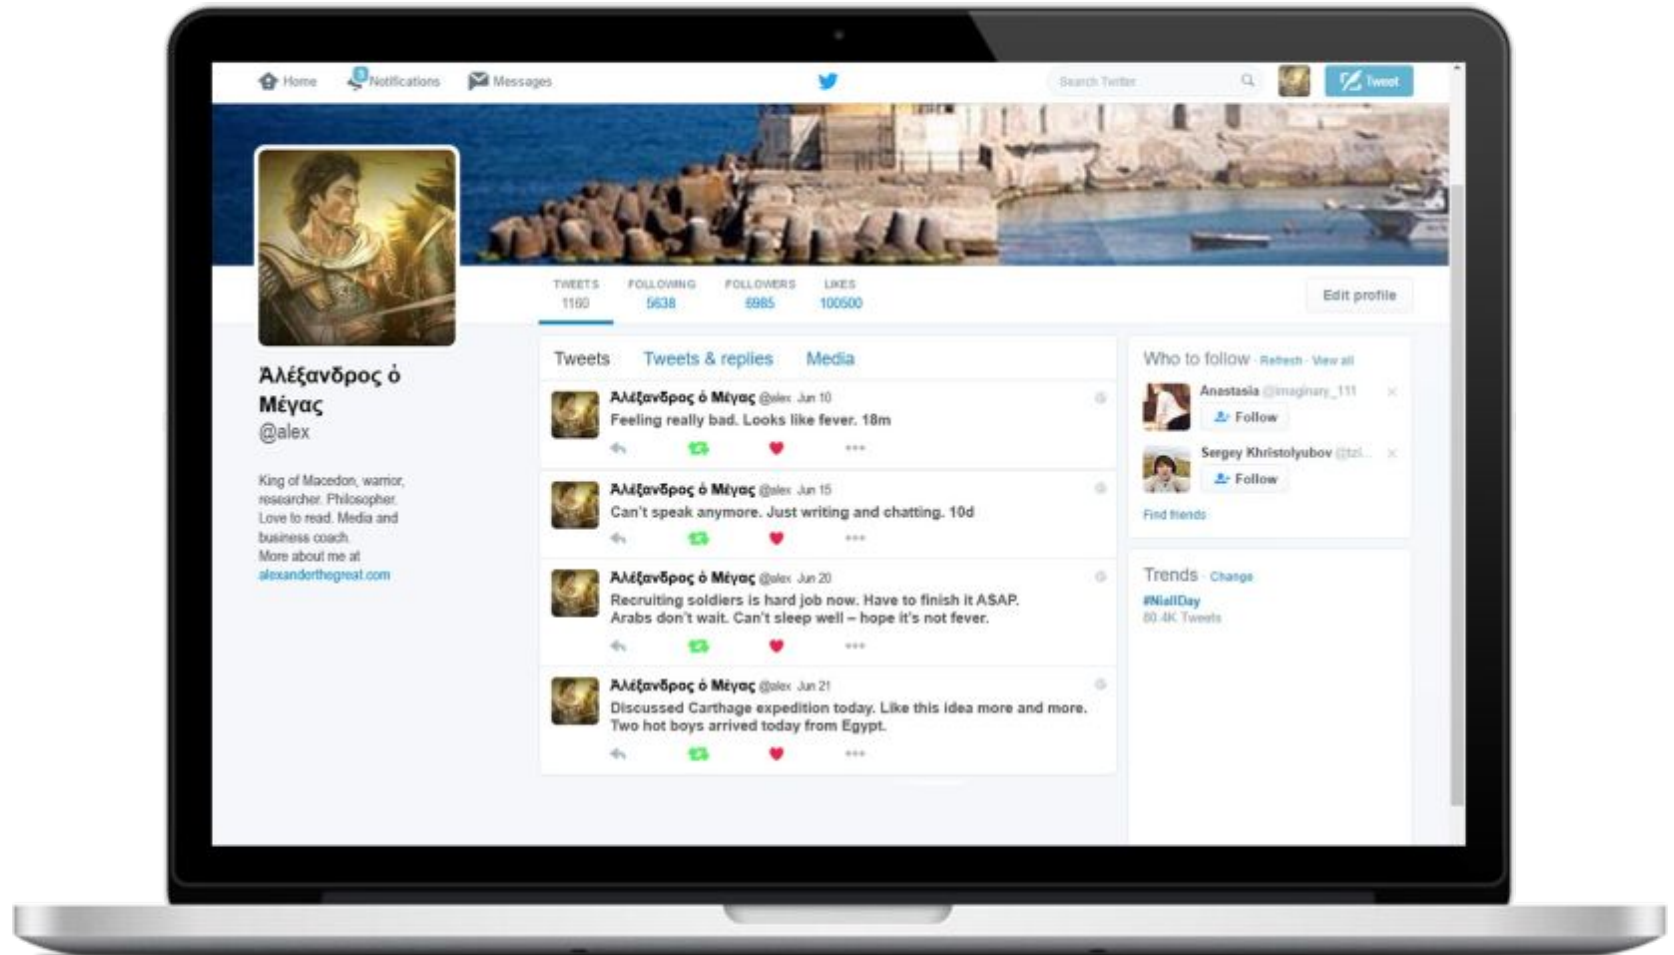 Home
3
Notifications
Messages
Search Twitter
Tweet
TWEETS
1160
FOLLOWING
5638
FOLLOWERS
6985
LIKES
100500
Edit profile
Ἀλέξανδρος ὁ
Μέγας
@alex
King of Macedon, warrior,
researcher. Philosopher.
Love to read. Media and
business coach.
More about me at
alexanderthegreat.com
Tweets
Tweets & replies
Media
Ἀλέξανδρος ὁ Μέγας @alex Jun 10
Feeling really bad. Looks like fever. 18m
Ἀλέξανδρος ὁ Μέγας @alex Jun 15
Can't speak anymore. Just writing and chatting. 10d
Ἀλέξανδρος ὁ Μέγας @alex Jun 20
Recruiting soldiers is hard job now. Have to finish it ASAP.
Arabs don't wait. Can't sleep well – hope it's not fever.
Ἀλέξανδρος ὁ Μέγας @alex Jun 21
Discussed Carthage expedition today. Like this idea more and more.
Two hot boys arrived today from Egypt.
Who to follow · Refresh · View all
Anastasia @imaginary_111
Follow
Sergey Khristolyubov
Follow
Find friends
Trends · Change
#NiallDay
80.4K Tweets